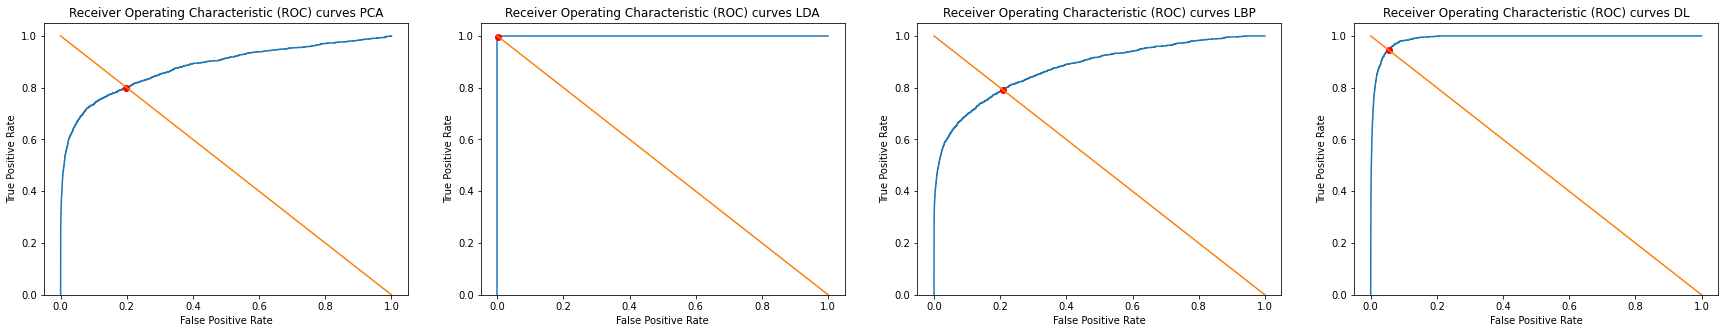 Receiver Operating Characteristic (ROC) curves PCA
1.0
0.8
0.6
0.4
0.2
0.0
True Positive Rate
0.0 0.2 0.4 0.6 0.8 1.0
False Positive Rate
Receiver Operating Characteristic (ROC) curves LDA
1.0
0.8
0.6
0.4
0.2
0.0
True Positive Rate
0.0 0.2 0.4 0.6 0.8 1.0
False Positive Rate
Receiver Operating Characteristic (ROC) curves LBP
1.0
0.8
0.6
0.4
0.2
0.0
True Positive Rate
0.0 0.2 0.4 0.6 0.8 1.0
False Positive Rate
Receiver Operating Characteristic (ROC) curves DL
1.0
0.8
0.6
0.4
0.2
0.0
True Positive Rate
0.0 0.2 0.4 0.6 0.8 1.0
False Positive Rate